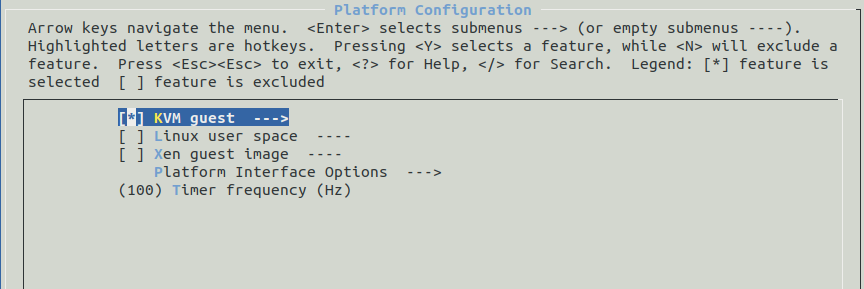 Platform Configuration
Arrow keys navigate the menu.  <Enter> selects submenus ---> (or empty submenus ----).
Highlighted letters are hotkeys.  Pressing <Y> selects a feature, while <N> will exclude a
feature.  Press <Esc><Esc> to exit, <?> for Help, </> for Search.  Legend: [*] feature is
selected  [ ] feature is excluded
[*] KVM guest  --->
[ ] Linux user space  ----
[ ] Xen guest image  ----
Platform Interface Options  --->
(100) Timer frequency (Hz)